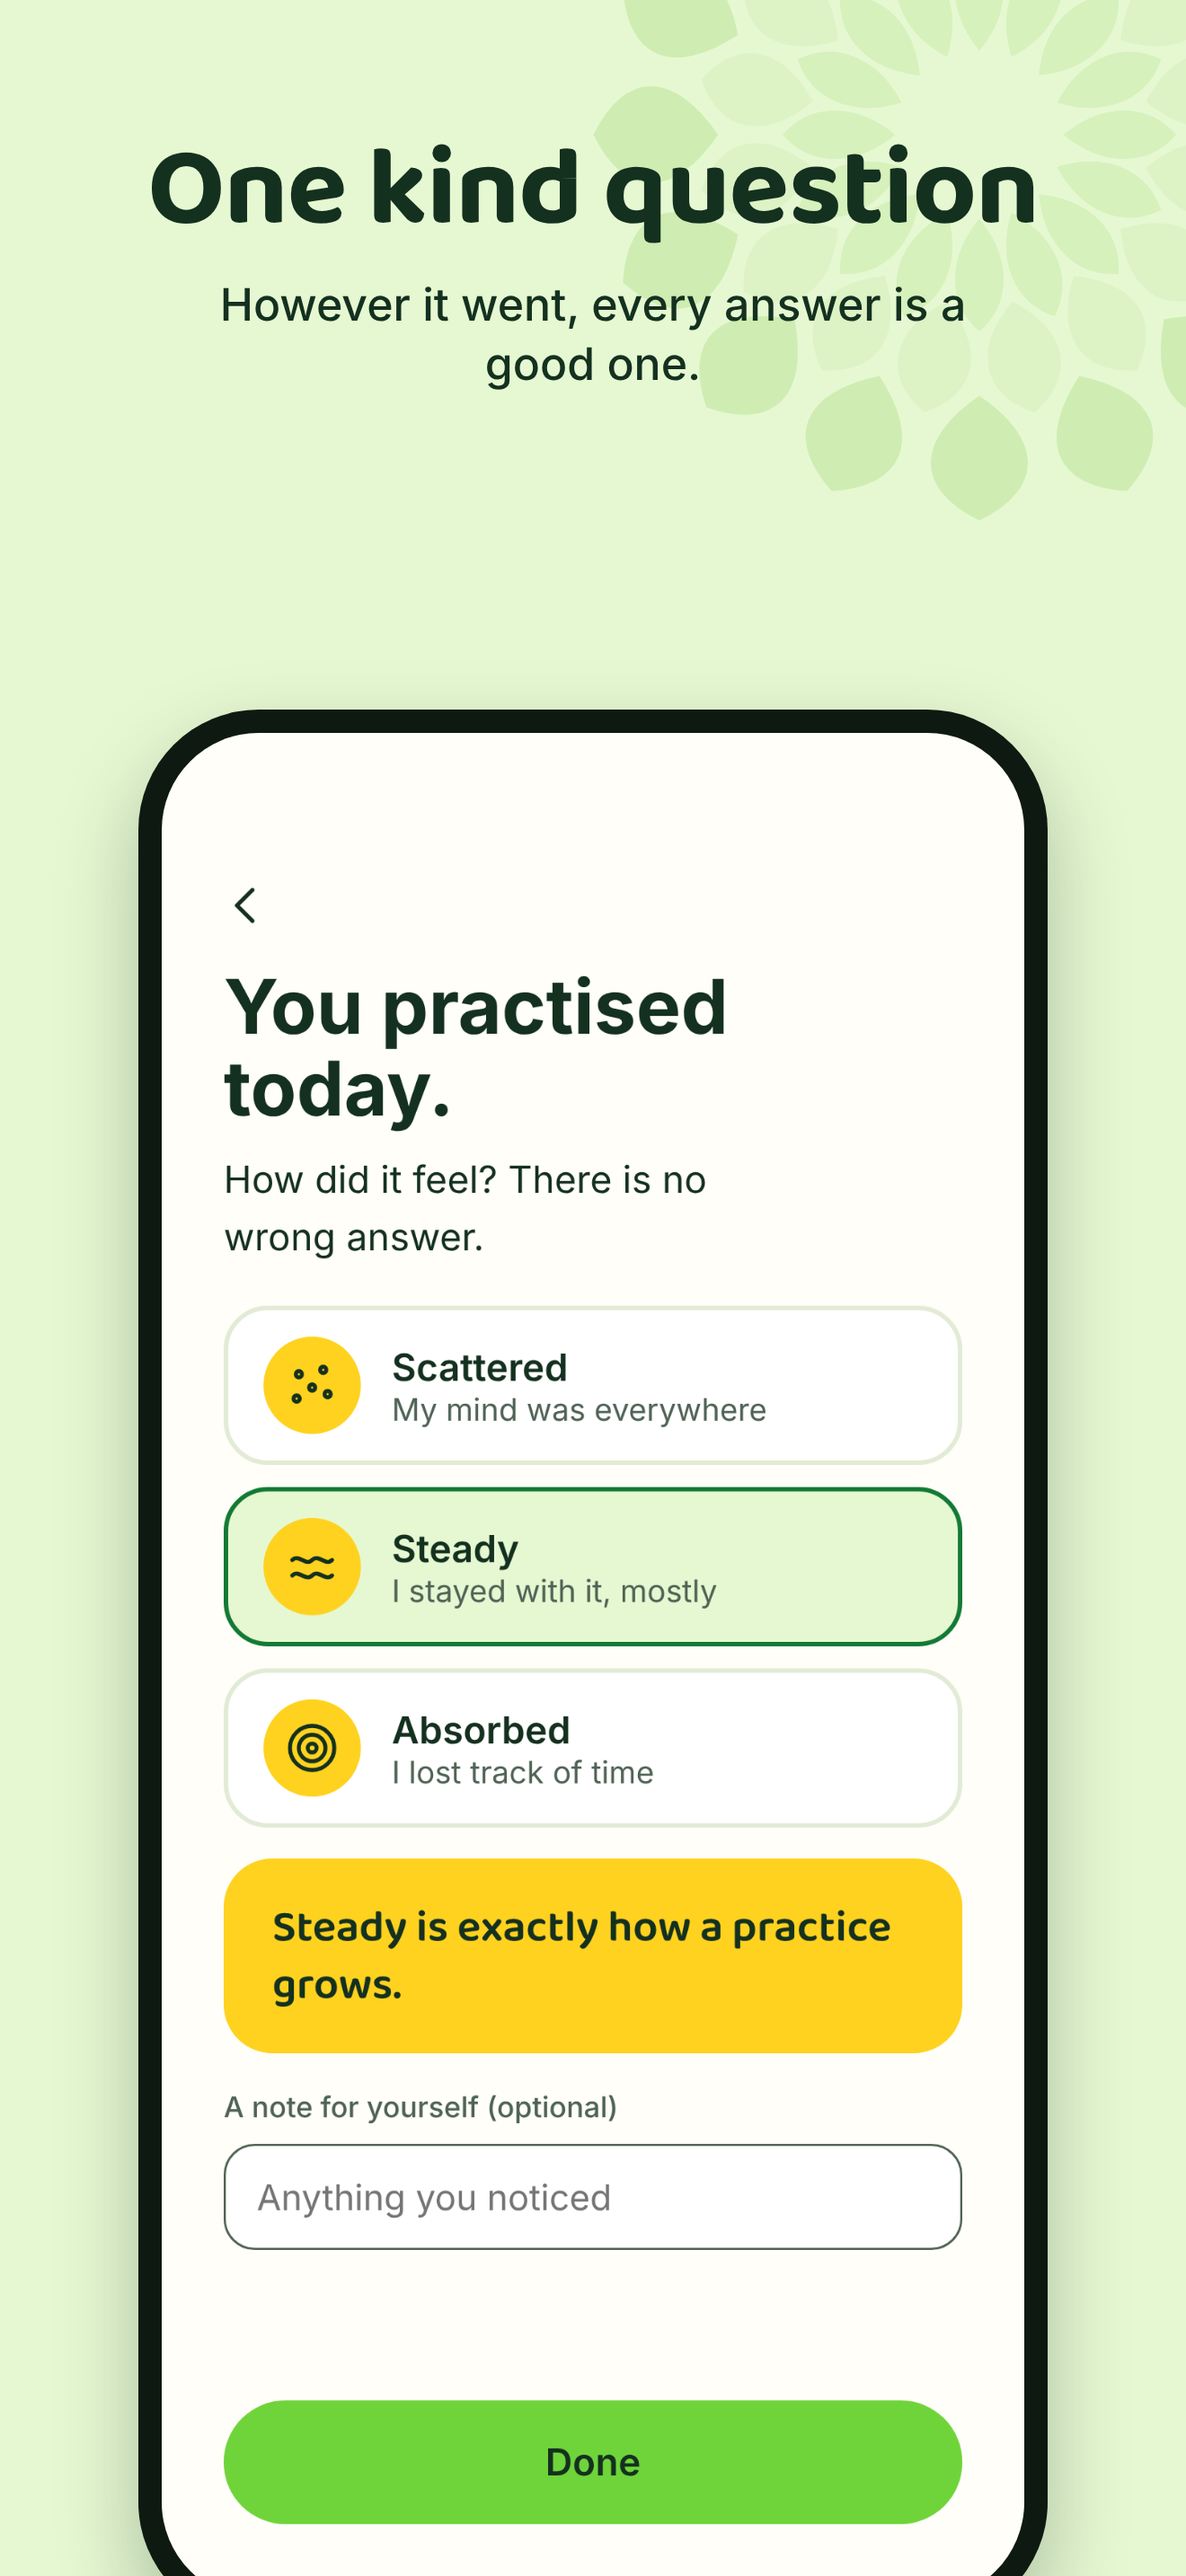 One kind question
However it went, every answer is a
good one.
You practised
today.
How did it feel? There is no
wrong answer.
Scattered
My mind was everywhere
Steady
I stayed with it, mostly
Absorbed
I lost track of time
Steady is exactly how a practice
grows.
A note for yourself (optional)
Anything you noticed
Done